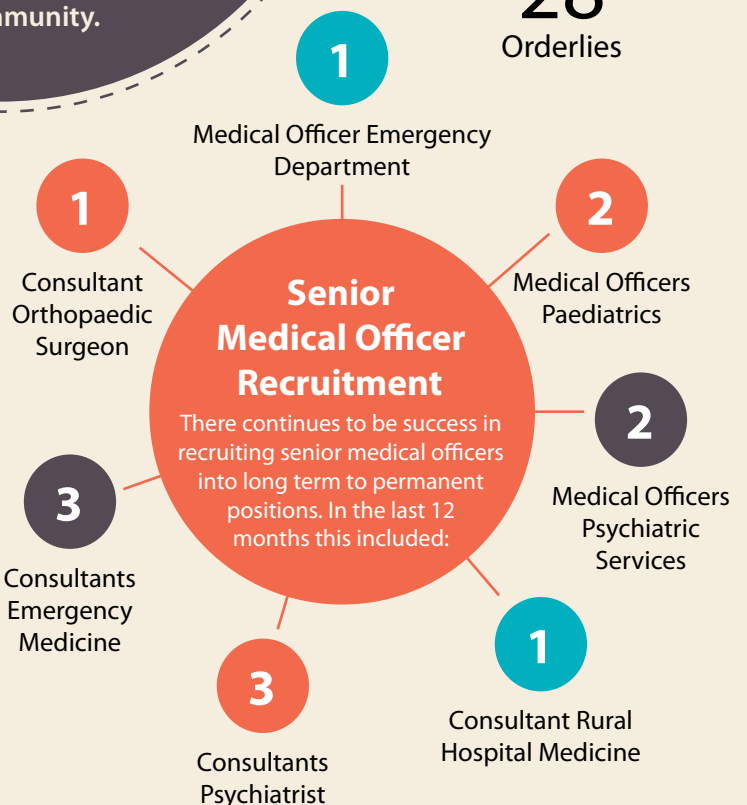 mmunity.
28
Orderlies
1
Medical Officer Emergency
Department
1
Consultant
Orthopaedic
Surgeon
2
Medical Officers
Paediatrics
Senior
Medical Officer
Recruitment
There continues to be success in
recruiting senior medical officers
into long term to permanent
positions. In the last 12
months this included:
2
Medical Officers
Psychiatric
Services
3
Consultants
Emergency
Medicine
1
Consultant Rural
Hospital Medicine
3
Consultants
Psychiatrist